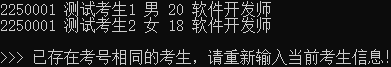 2250001 测试考生1 男 20 软件开发师
2250001 测试考生2 女 18 软件开发师
>>> 已存在考号相同的考生，请重新输入当前考生信息!